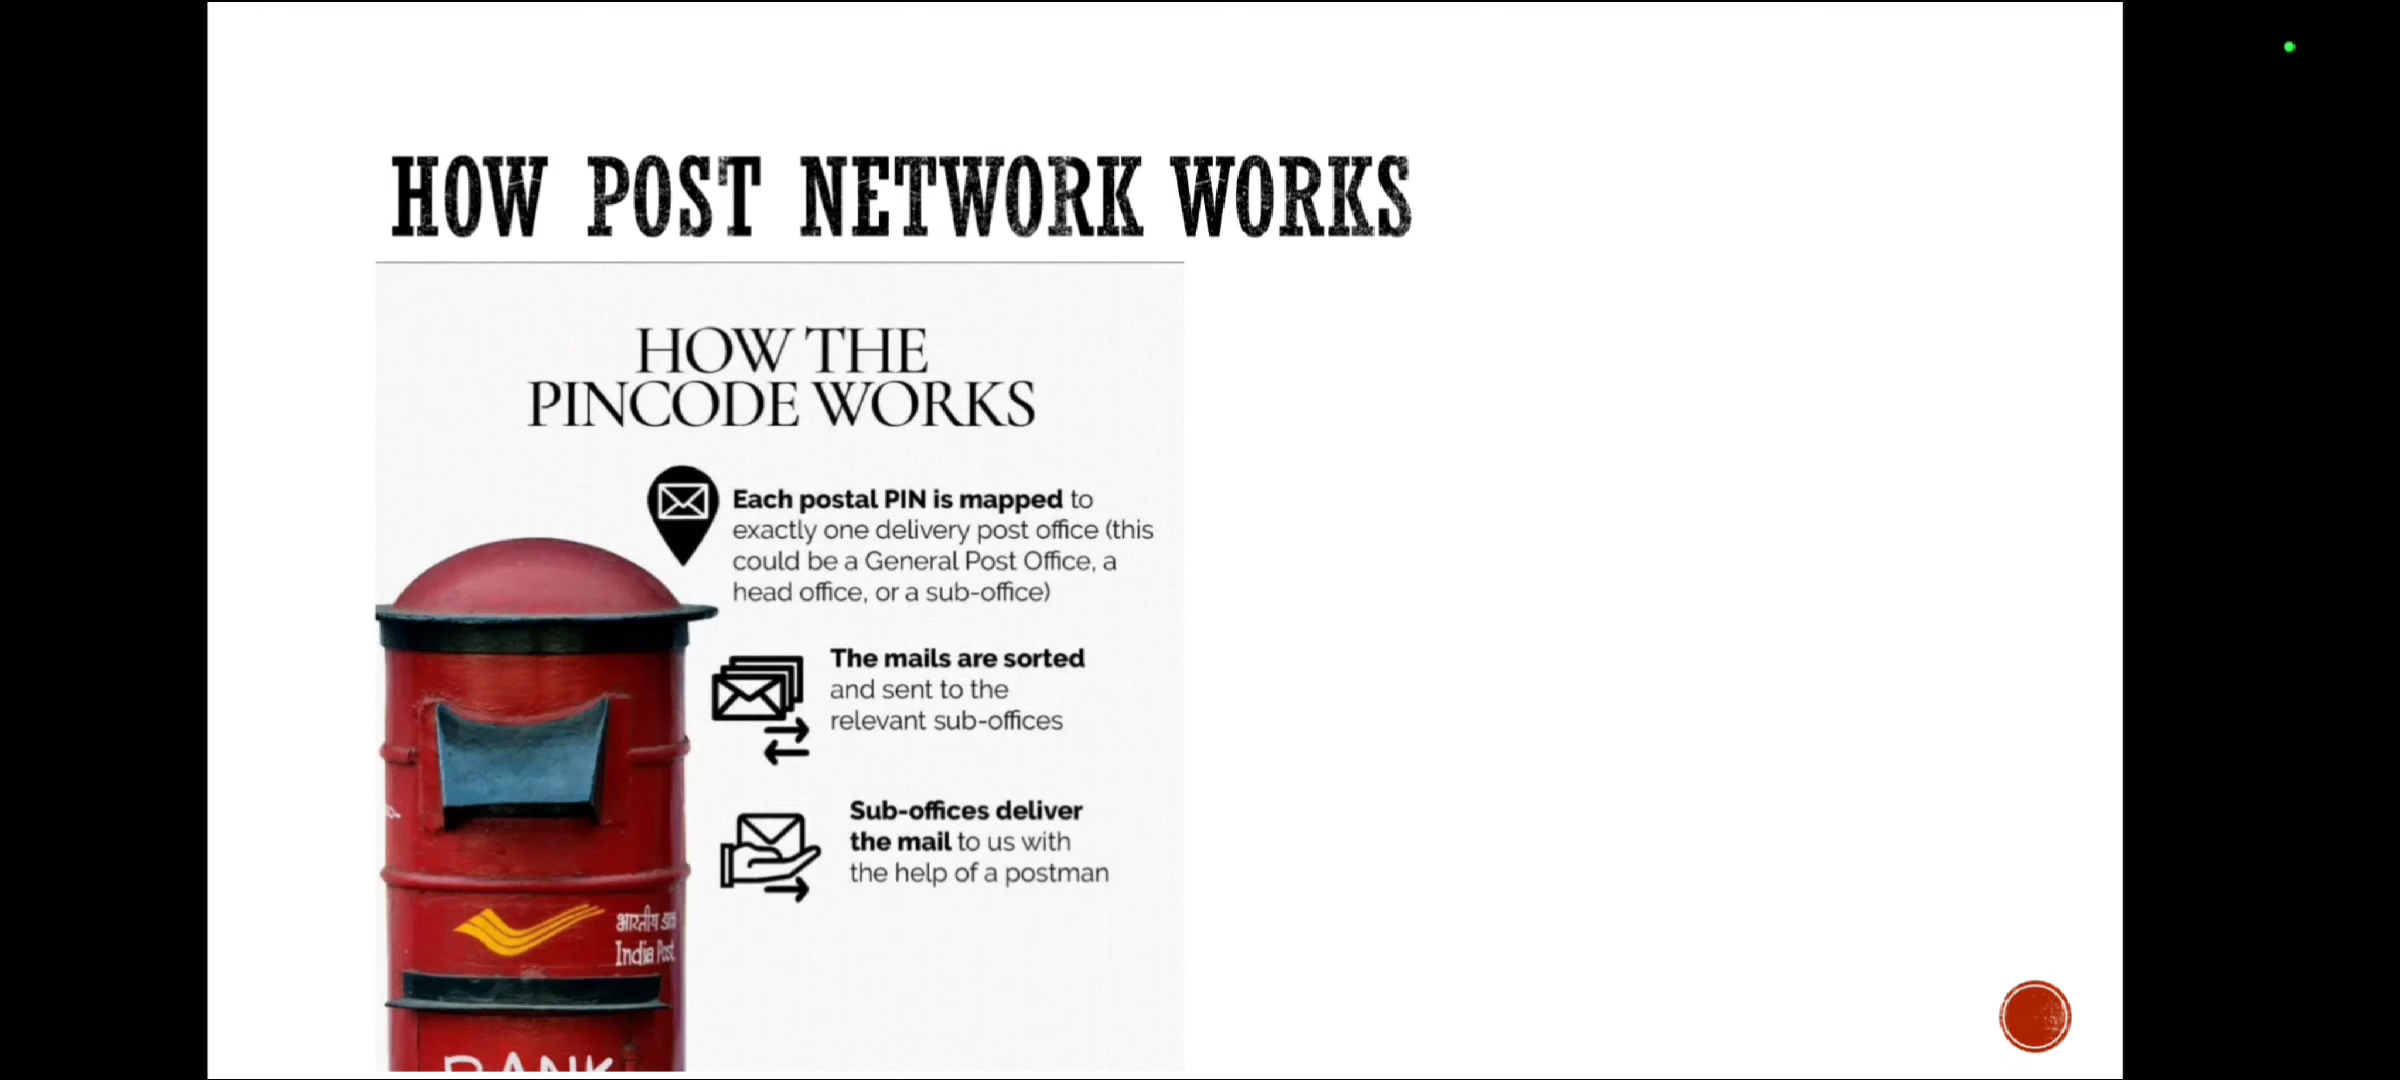 HOW POST NETWORK WORKS
HOW THE
PINCODE WORKS
Each postal PIN is mapped to
exactly one delivery post office (this
could be a General Post Office, a
head office, or a sub-office)
The mails are sorted
and sent to the
relevant sub-offices
Sub-offices deliver
the mail to us with
the help of a postman
भारतीय डाक
India Post
BANK